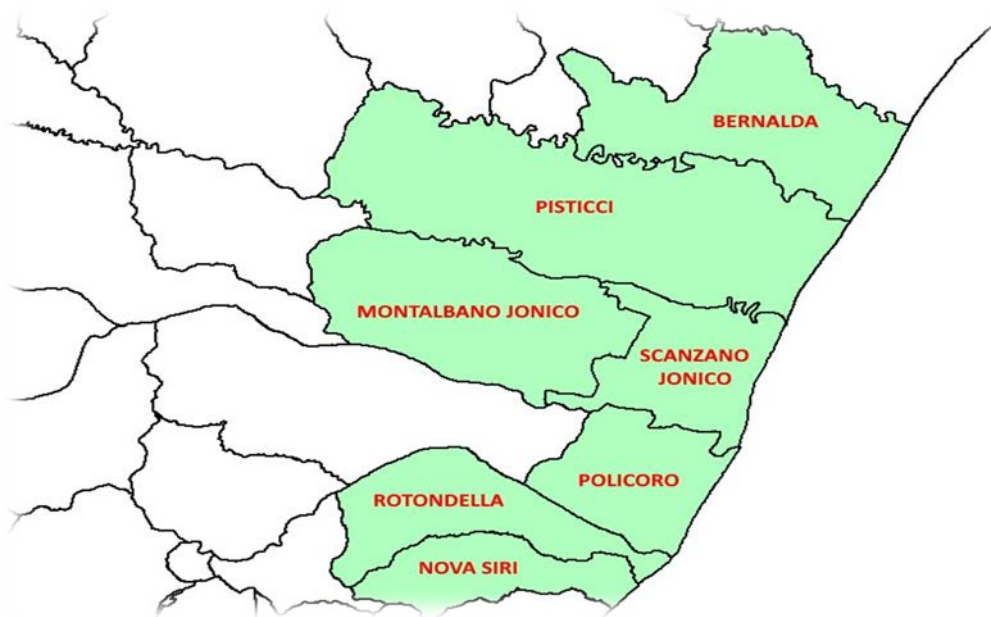 BERNALDA
PISTICCI
MONTALBANO JONICO
SCANZANO
JONICO
POLICORO
ROTONDELLA
NOVA SIRI